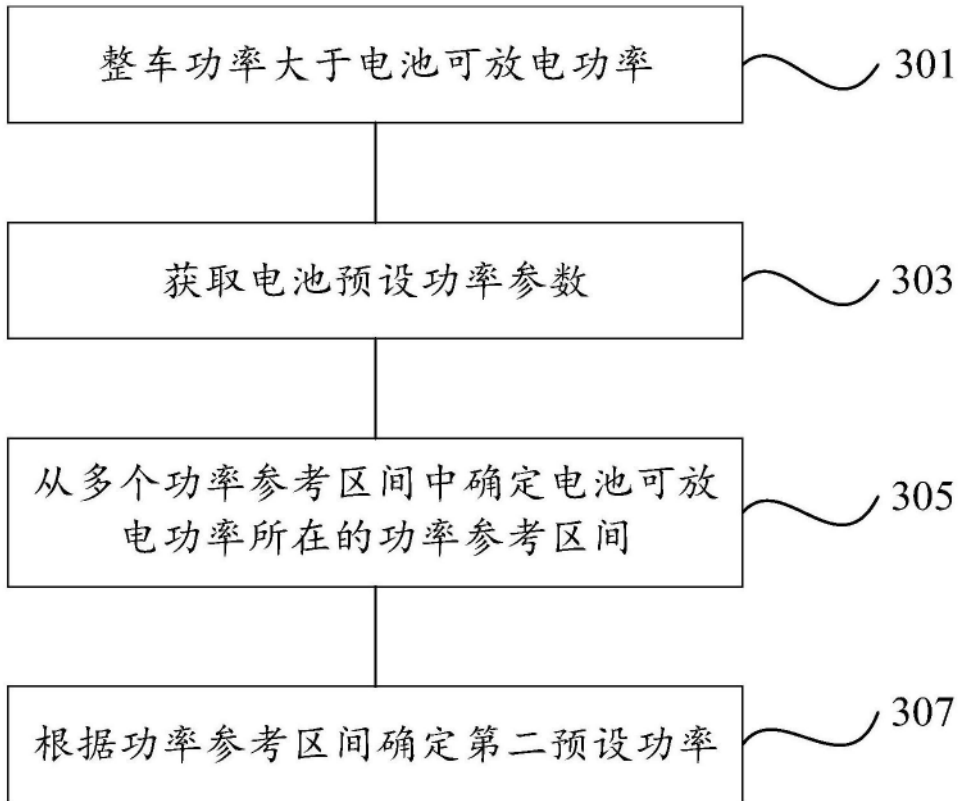 整车功率大于电池可放电功率
301
获取电池预设功率参数
303
从多个功率参考区间中确定电池可放
电功率所在的功率参考区间
305
根据功率参考区间确定第二预设功率
307